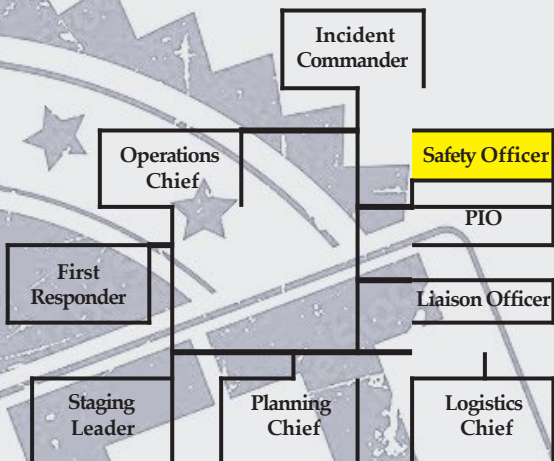 Incident
Commander
Operations
Chief
Safety Officer
PIO
First
Responder
Liaison Officer
Staging
Leader
Planning
Chief
Logistics
Chief